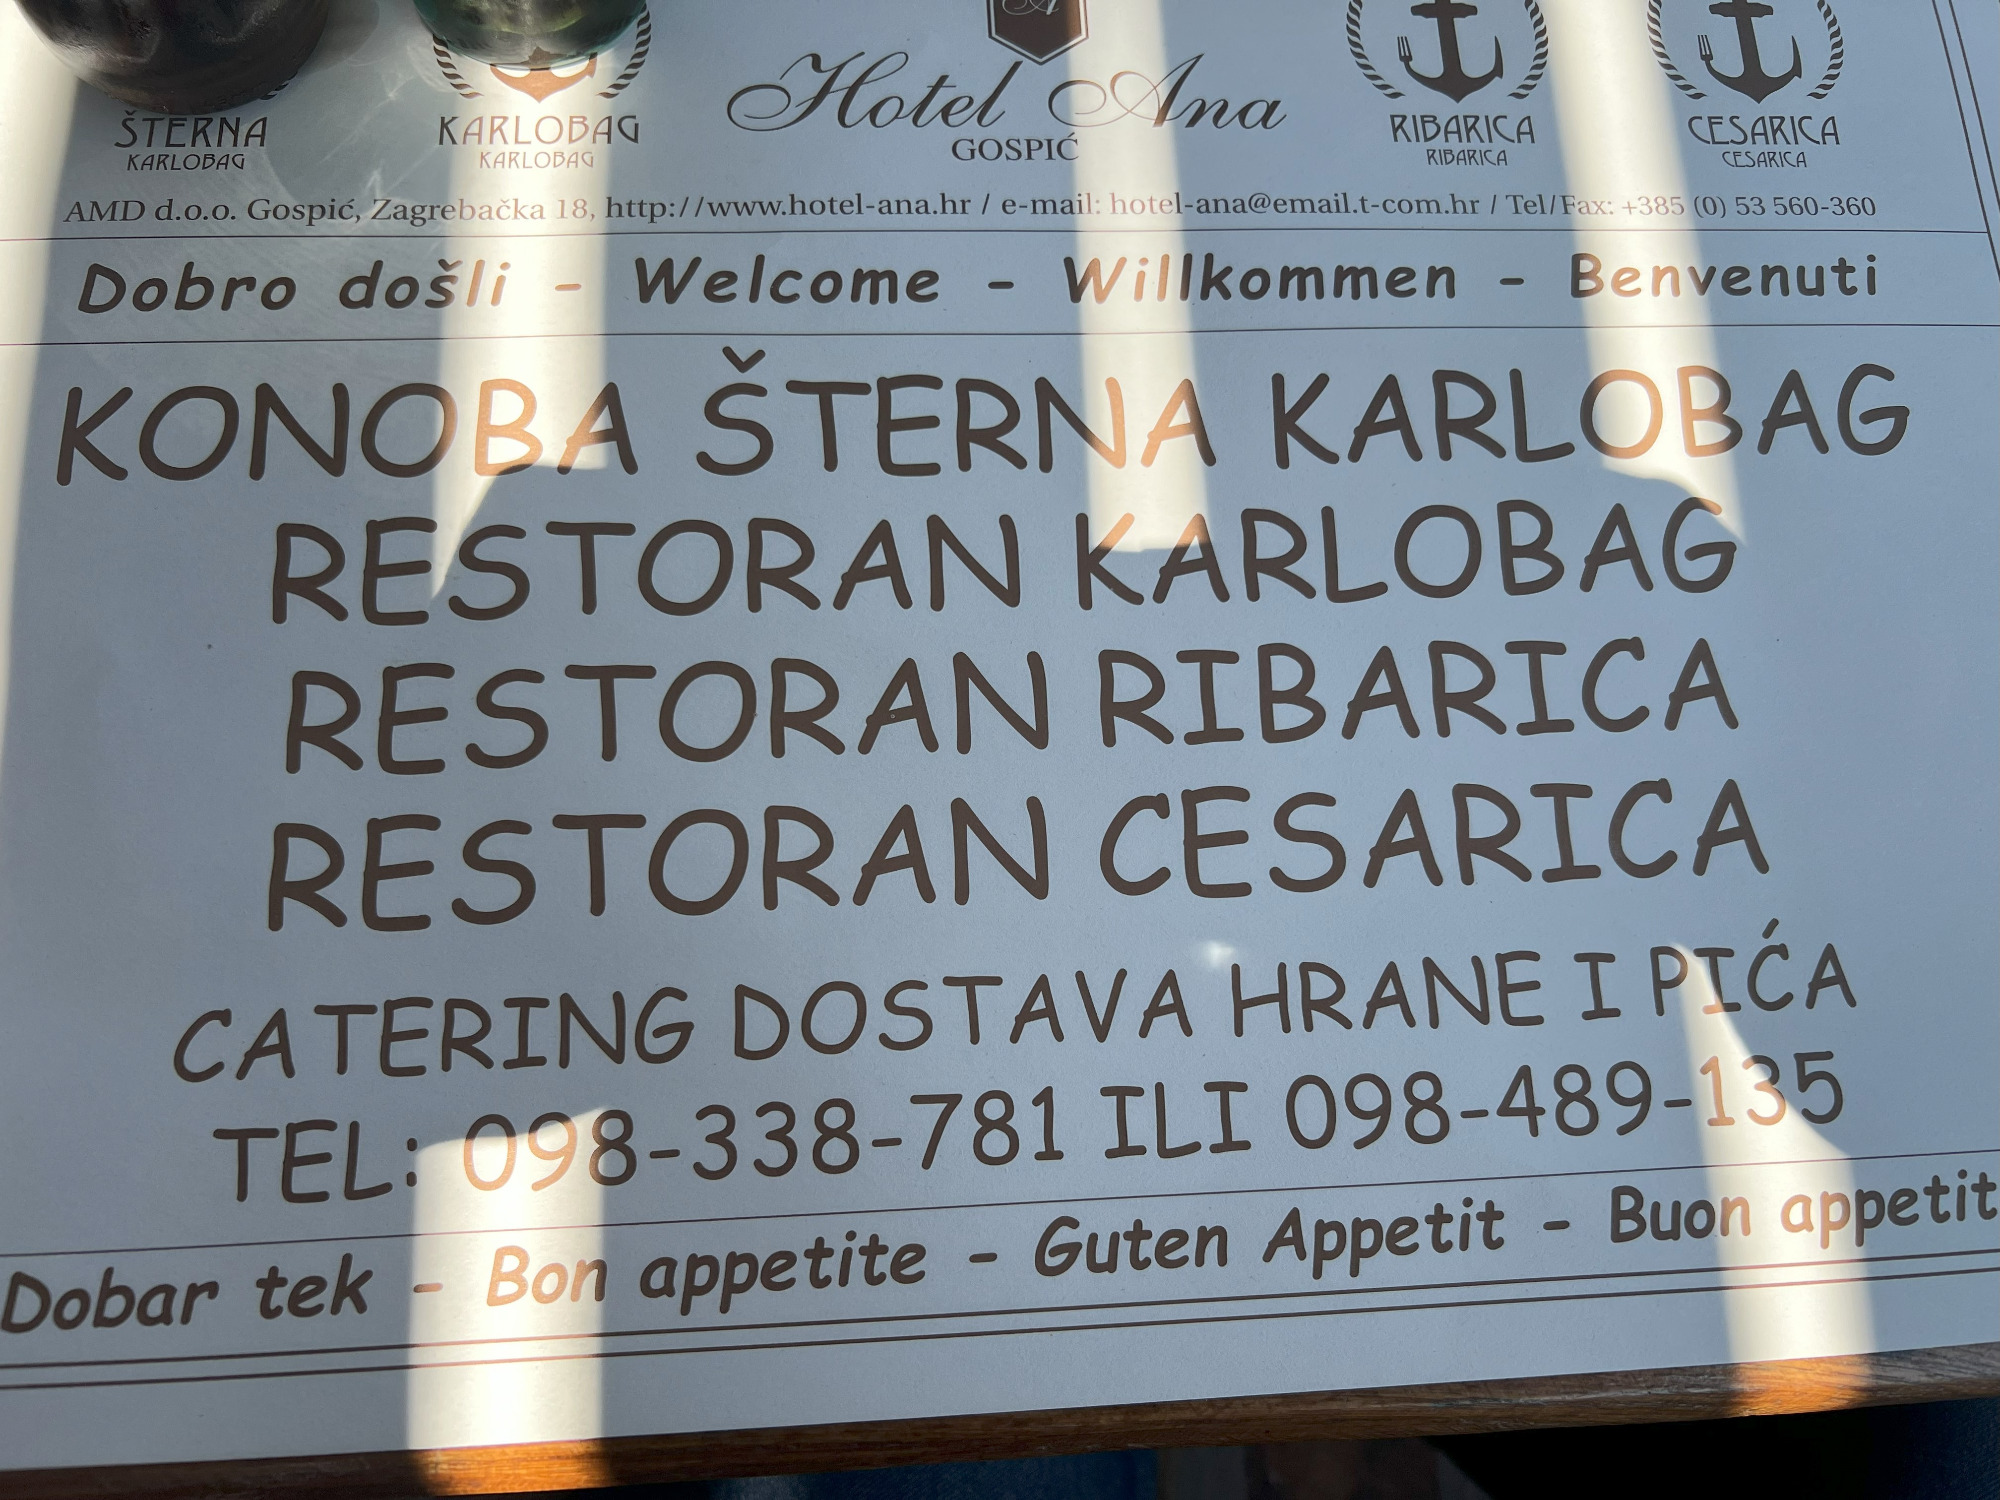 Hotel Ana
GOSPIĆ
ŠTERNA
KARLOBAG
KARLOBAG
KARLOBAG
RIBARICA
RIBARICA
CESARICA
CESARICA
AMD d.o.o. Gospić, Zagrebačka 18, http://www.hotel-ana.hr / e-mail: hotel-ana@email.t-com.hr / Tel/Fax: +385 (0) 53 560-360
Dobro došli - Welcome - Willkommen - Benvenuti
KONOBA ŠTERNA KARLOBAG
RESTORAN KARLOBAG
RESTORAN RIBARICA
RESTORAN CESARICA
CATERING DOSTAVA HRANE I PIĆA
TEL: 098-338-781 ILI 098-489-135
Dobar tek - Bon appetite - Guten Appetit - Buon appetit